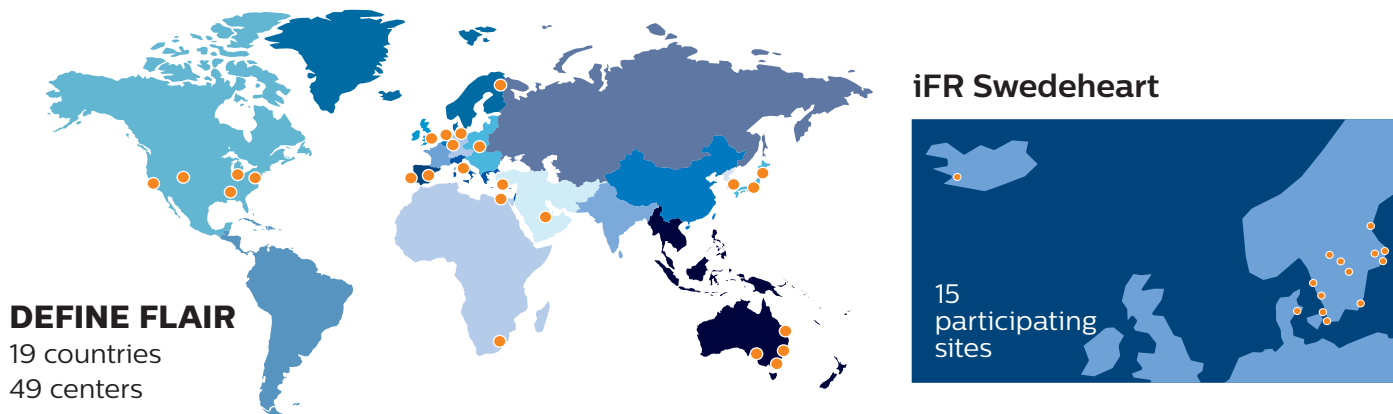 DEFINE FLAIR
19 countries
49 centers
iFR Swedeheart
15
participating
sites